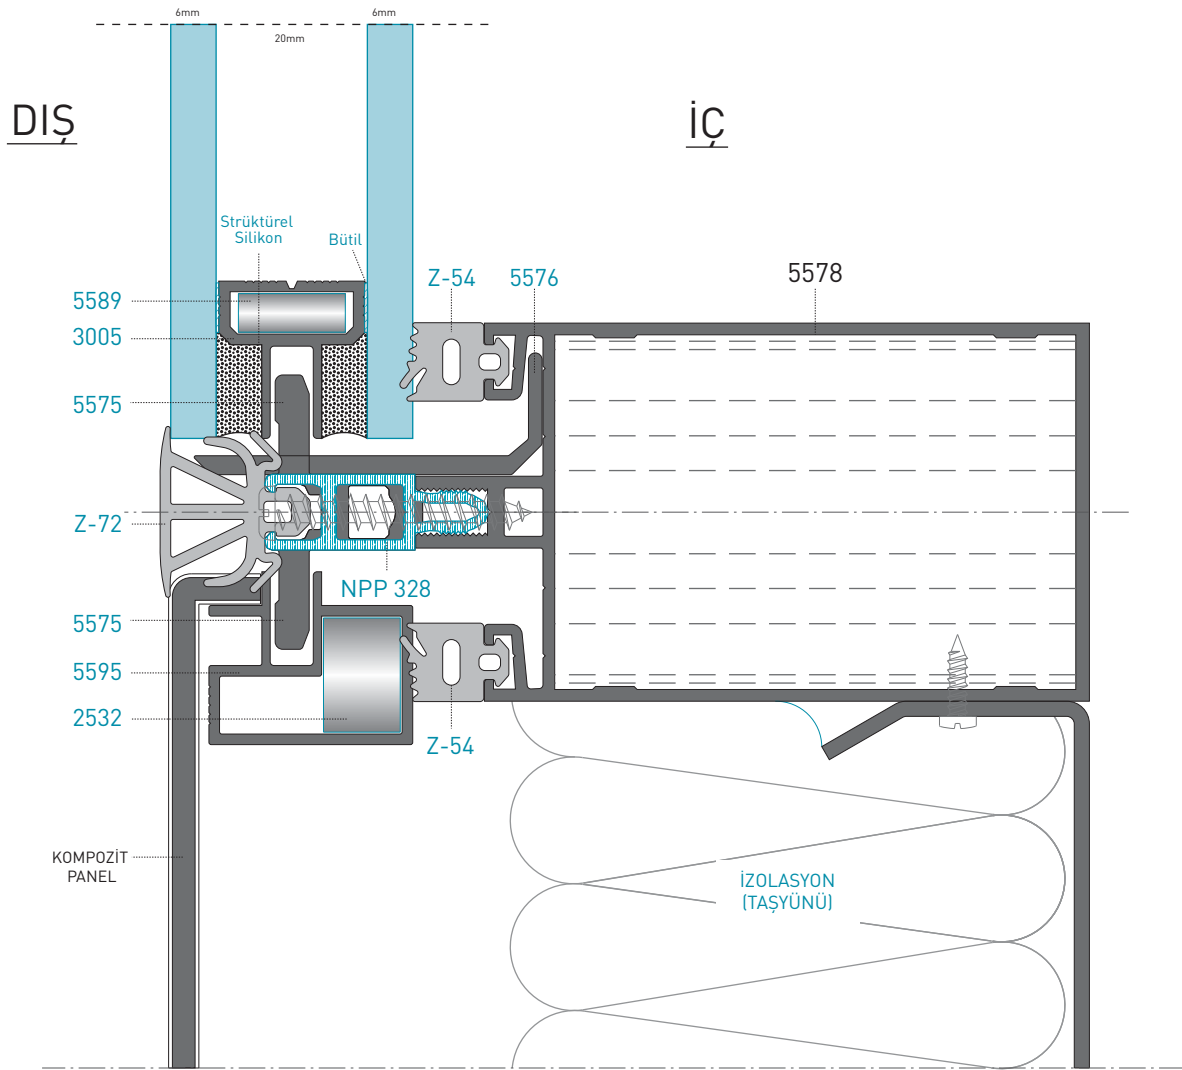 6mm
6mm
20mm
DIŞ
İÇ
Strüktürel
Silikon
Bütil
Z-54
5576
5578
5589
3005
5575
Z-72
NPP 328
5575
5595
2532
Z-54
KOMPOZİT
PANEL
İZOLASYON
(TAŞYÜNÜ)